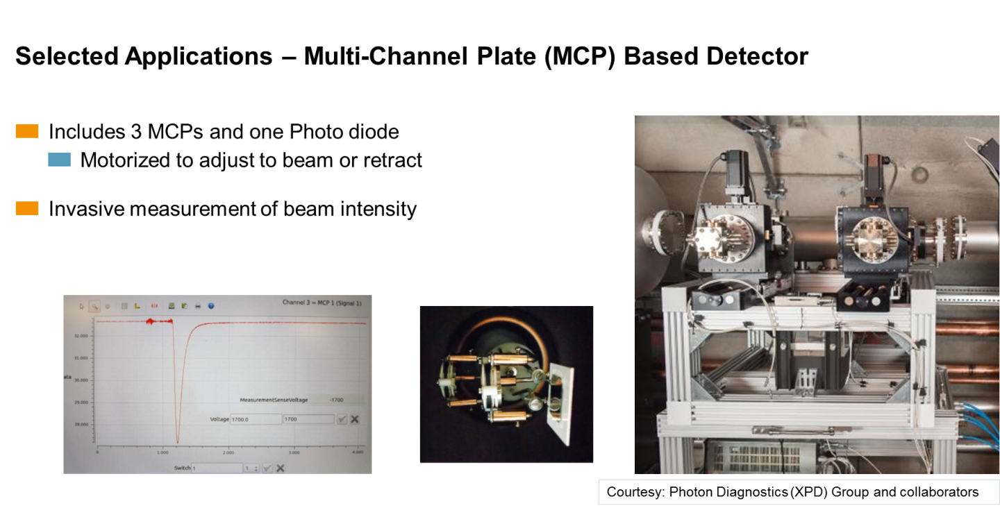 Selected Applications – Multi-Channel Plate (MCP) Based Detector
Includes 3 MCPs and one Photo diode
Motorized to adjust to beam or retract
Invasive measurement of beam intensity
Channel 3 = MCP 1 (Signal 1)
32.000
31.000
30.000
29.000
28.000
ata
MeasurementSenseVoltage -1700
Voltage 1700.0 1700
0 1.000 2.000 3.000 4.000
Switch 1 1
Courtesy: Photon Diagnostics (XPD) Group and collaborators